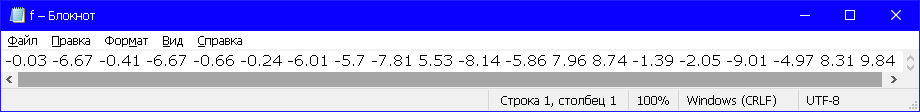 f – Блокнот
Файл Правка Формат Вид Справка
-0.03 -6.67 -0.41 -6.67 -0.66 -0.24 -6.01 -5.7 -7.81 5.53 -8.14 -5.86 7.96 8.74 -1.39 -2.05 -9.01 -4.97 8.31 9.84
Строка 1, столбец 1 100% Windows (CRLF) UTF-8